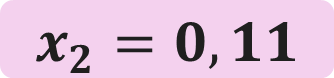 x₂ = 0, 11